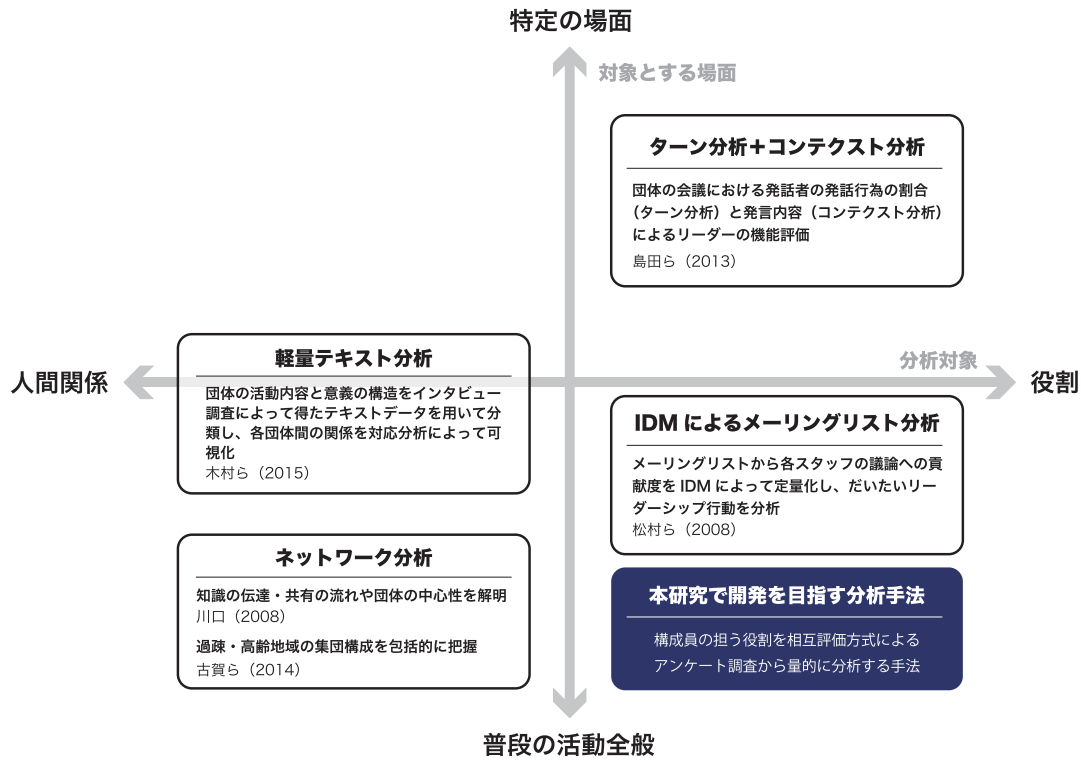 特定の場面
対象とする場面
ターン分析＋コンテクスト分析
団体の会議における発話者の発話行為の割合
（ターン分析）と発言内容（コンテクスト分析）
によるリーダーの機能評価
島田ら（2013）
人間関係
分析対象
役割
軽量テキスト分析
団体の活動内容と意義の構造をインタビュー
調査によって得たテキストデータを用いて分
類し、各団体間の関係を対応分析によって可
視化
木村ら（2015）
IDM によるメーリングリスト分析
メーリングリストから各スタッフの議論への貢
献度を IDM によって定量化し、だいたいリー
ダーシップ行動を分析
松村ら（2008）
ネットワーク分析
知識の伝達・共有の流れや団体の中心性を解明
川口（2008）
過疎・高齢地域の集団構成を包括的に把握
古賀ら（2014）
本研究で開発を目指す分析手法
構成員の担う役割を相互評価方式による
アンケート調査から量的に分析する手法
普段の活動全般